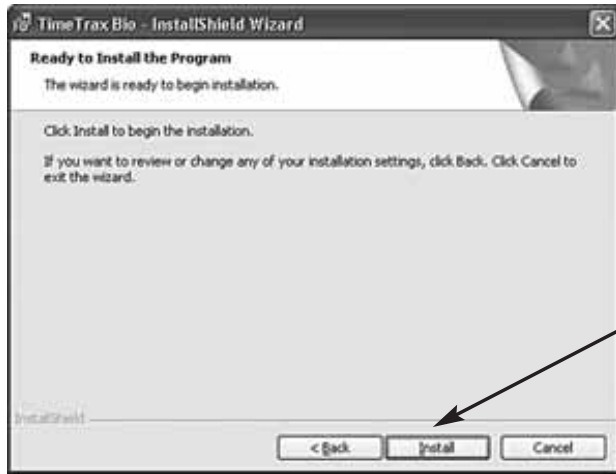 TimeTrax Bio - InstallShield Wizard
Ready to Install the Program
The wizard is ready to begin installation.
Click Install to begin the installation.
If you want to review or change any of your installation settings, click Back. Click Cancel to
exit the wizard.
InstallShield
< Back Install Cancel